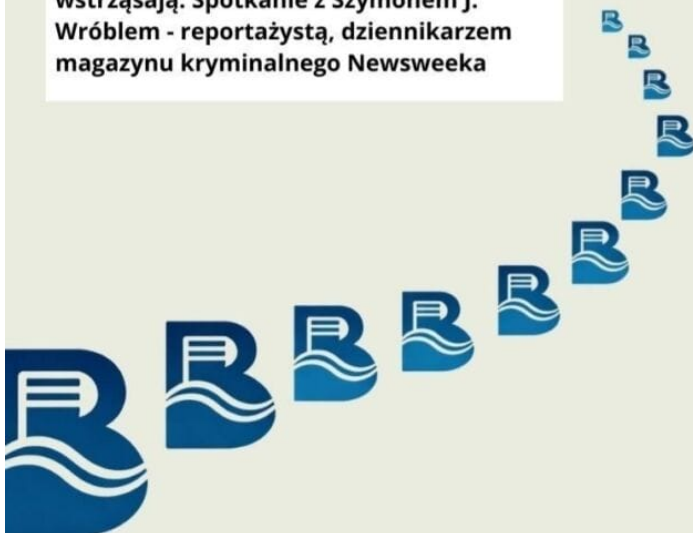 wstrząsają. Spotkanie z Szymonem J.
Wróblem - reportażystą, dziennikarzem
magazynu kryminalnego Newsweeka